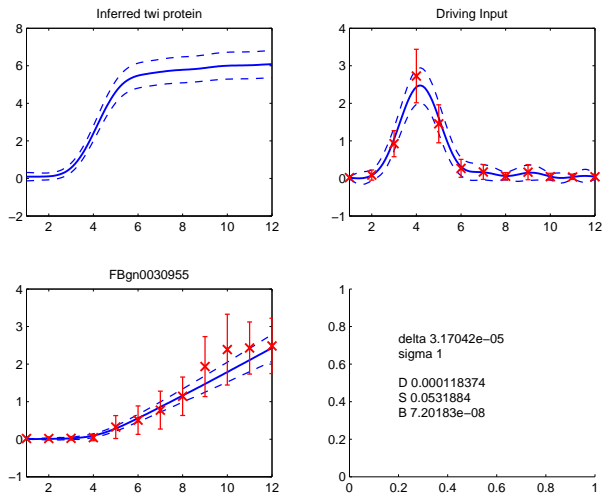 Inferred twi protein
8
6
4
2
0
−2
2 4 6 8 10 12
Driving Input
4
3
2
1
0
−1
2 4 6 8 10 12
FBgn0030955
4
3
2
1
0
−1
2 4 6 8 10 12
1
0.8
0.6
0.4
0.2
0
0 0.2 0.4 0.6 0.8 1
delta 3.17042e−05
sigma 1
D 0.000118374
S 0.0531884
B 7.20183e−08